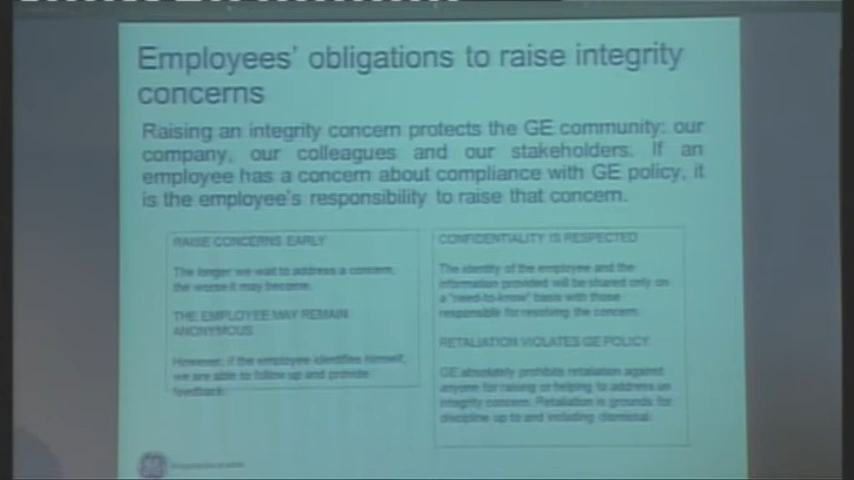 Employees' obligations to raise integrity
concerns
Raising an integrity concern protects the GE community: our
company, our colleagues and our stakeholders. If an
employee has a concern about compliance with GE policy, it
is the employee's responsibility to raise that concern.
RAISE CONCERNS EARLY
The longer we wait to address a concern,
the worse it may become.
THE EMPLOYEE MAY REMAIN
ANONYMOUS
However, if the employee identifies himself,
we are able to follow up and provide
feedback.
CONFIDENTIALITY IS RESPECTED
The identity of the employee and the
information provided will be shared only on
a "need-to-know" basis with those
responsible for resolving the concern.
RETALIATION VIOLATES GE POLICY
GE absolutely prohibits retaliation against
anyone for raising or helping to address an
integrity concern. Retaliation is grounds for
discipline up to and including dismissal.
GE